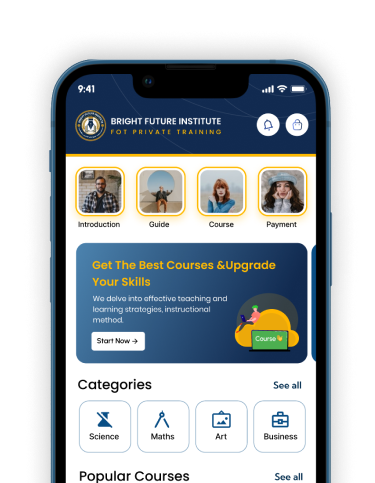 9:41
BRIGHT FUTURE INSTITUTE
FOT PRIVATE TRAINING
Introduction
Guide
Course
Payment
Get The Best Courses &Upgrade
Your Skills
We delve into effective teaching and
learning strategies, instructional
method.
Start Now →
Course
Categories
See all
Science
Maths
Art
Business
Popular Courses
See all